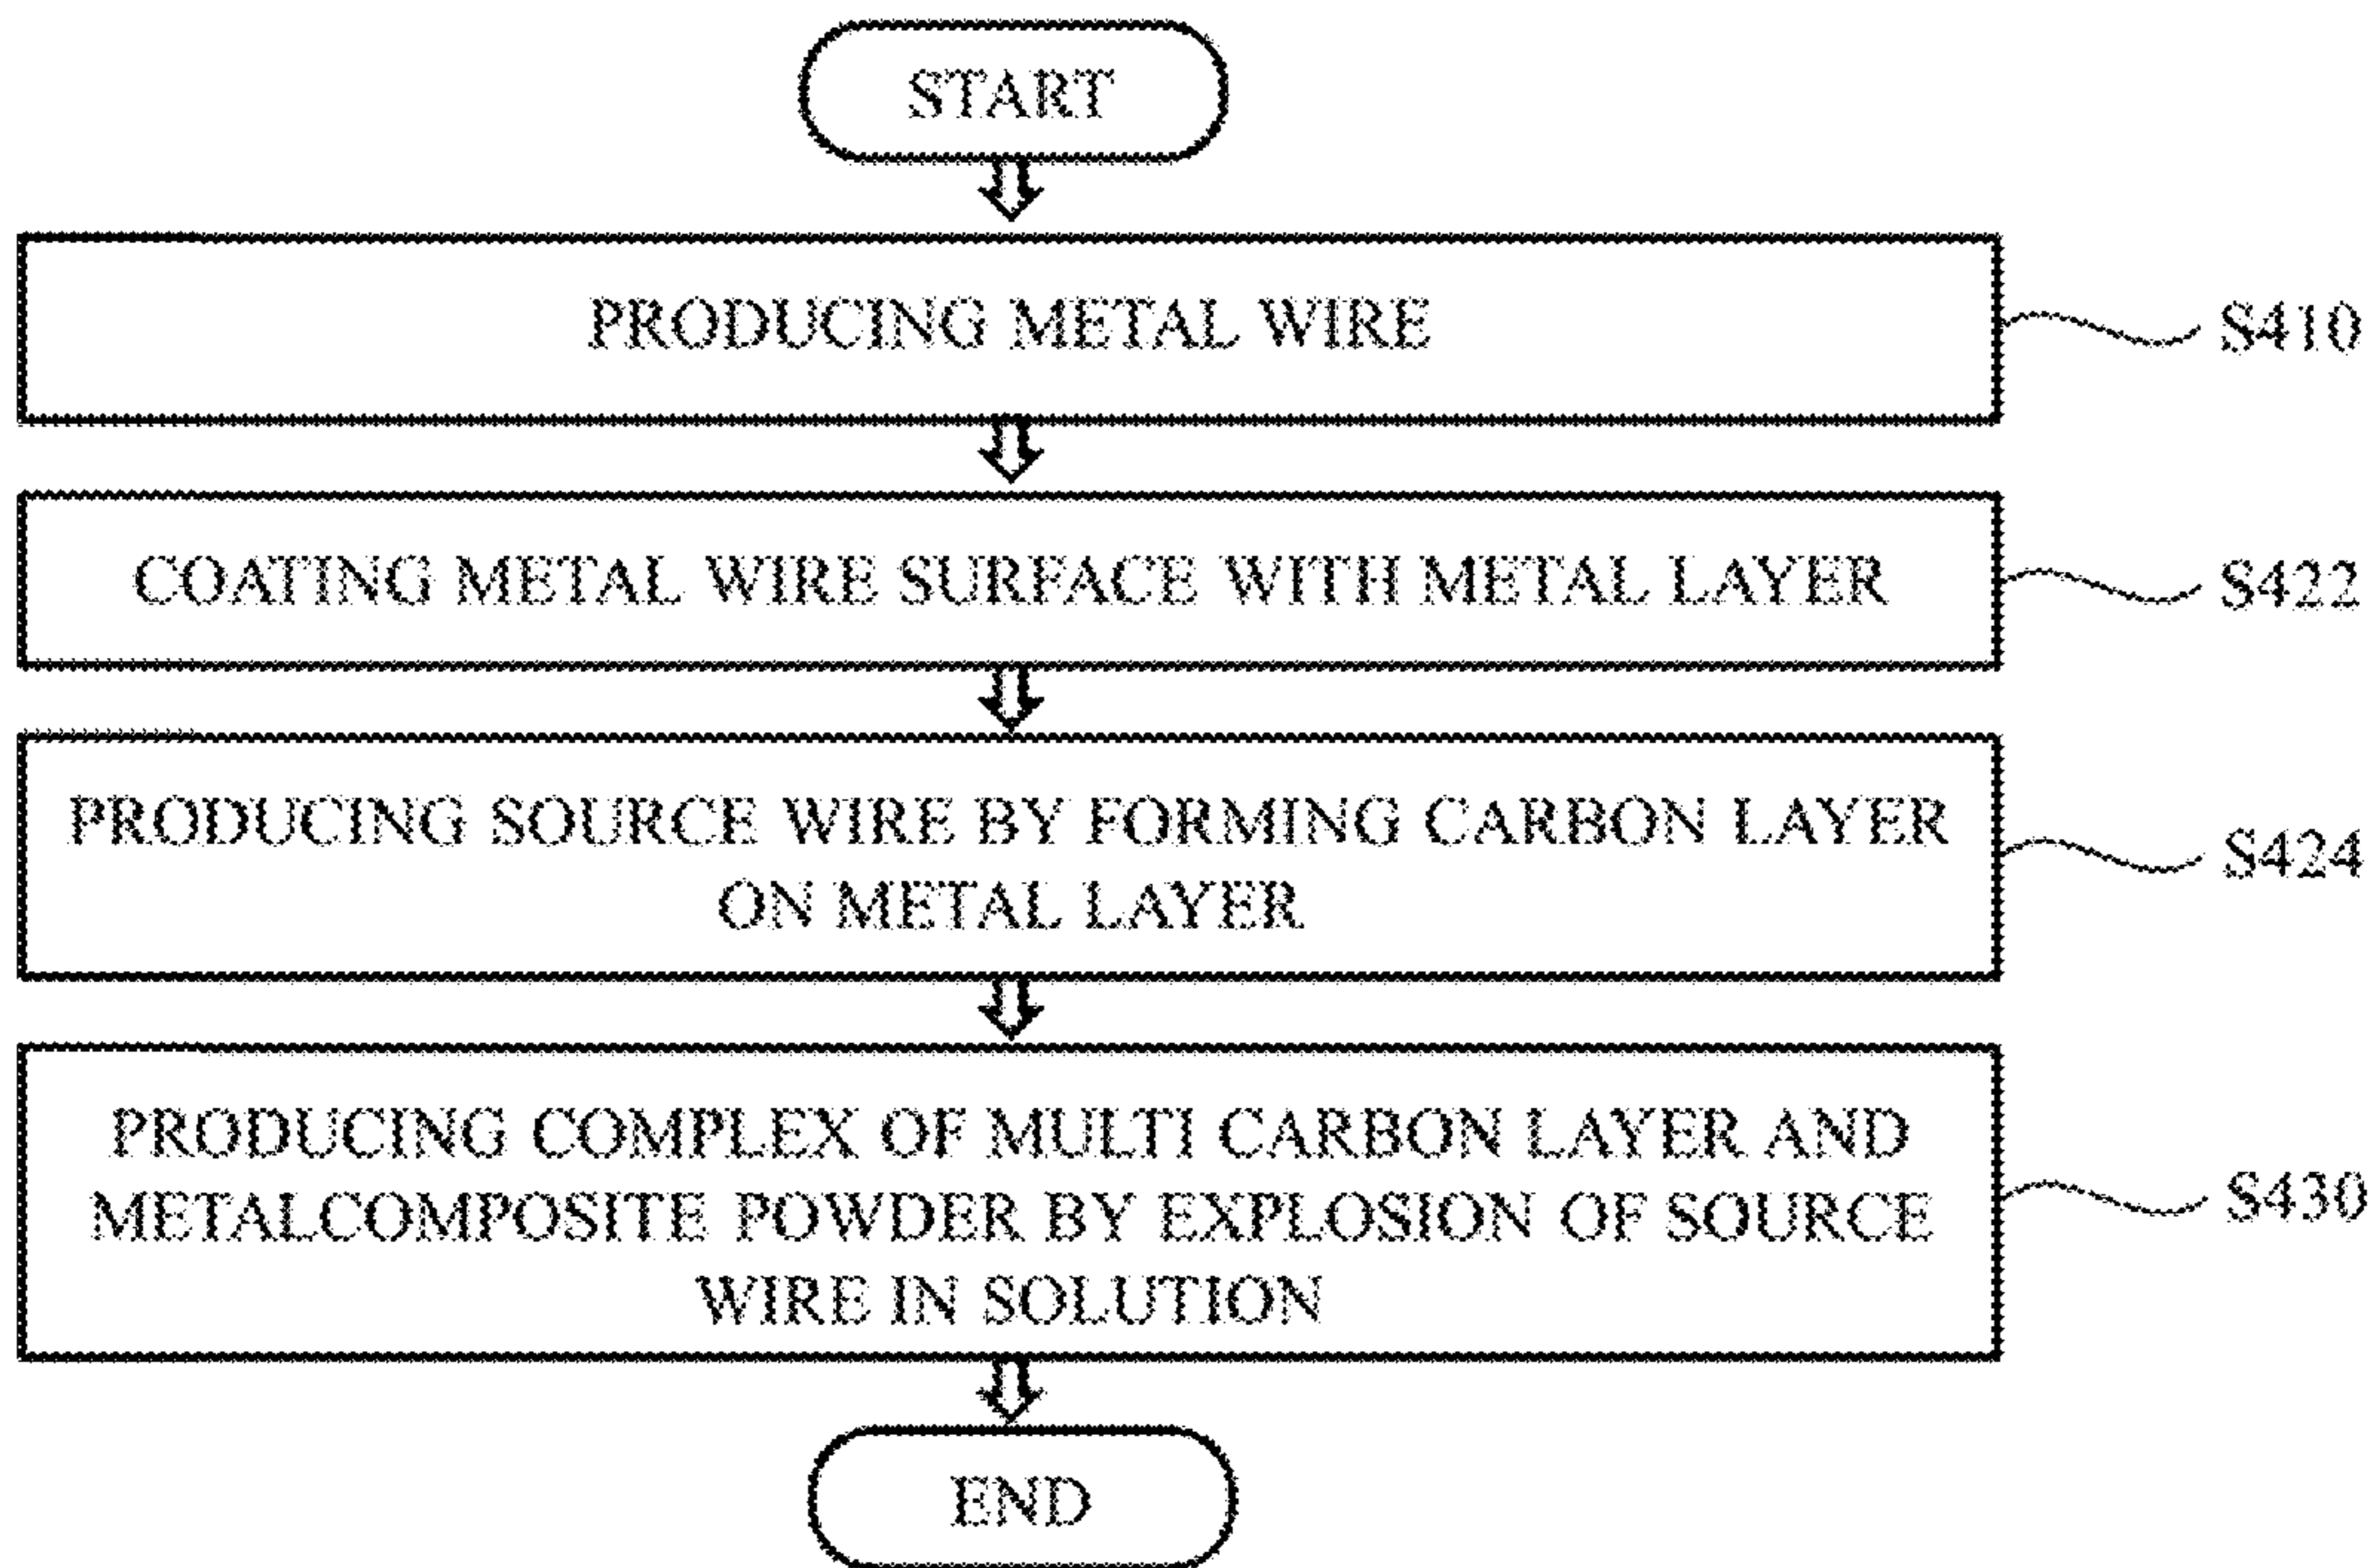 START
PRODUCING METAL WIRE
S410
COATING METAL WIRE SURFACE WITH METAL LAYER
S422
PRODUCING SOURCE WIRE BY FORMING CARBON LAYER
ON METAL LAYER
S424
PRODUCING COMPLEX OF MULTI CARBON LAYER AND
METALCOMPOSITE POWDER BY EXPLOSION OF SOURCE
WIRE IN SOLUTION
S430
END